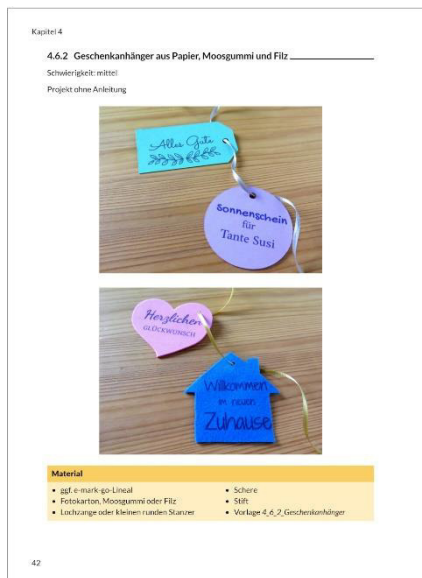 Kapitel 4
4.6.2 Geschenkanhänger aus Papier, Moosgummi und Filz
Schwierigkeit: mittel
Projekt ohne Anleitung
Alles Gute
Sonnenschein
für
Tante Susi
Herzlichen
GLÜCKWUNSCH
Willkommen
im neuen
Zuhause
Material
• ggf. e-mark-go-Lineal
• Fotokarton, Moosgummi oder Filz
• Lochzange oder kleinen runden Stanzer
• Schere
• Stift
• Vorlage 4_6_2_Geschenkanhänger
42